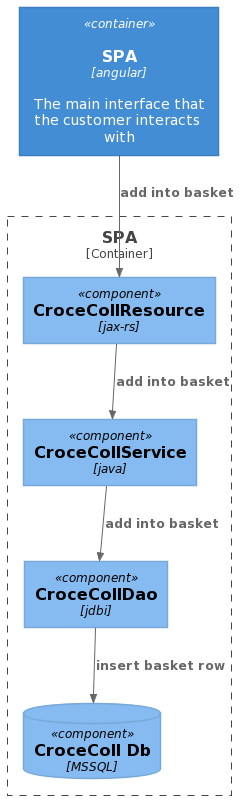 «container»
SPA
[angular]
The main interface that
the customer interacts
with
add into basket
SPA
[Container]
«component»
CroceCollResource
[jax-rs]
add into basket
«component»
CroceCollService
[java]
add into basket
«component»
CroceCollDao
[jdbi]
insert basket row
«component»
CroceColl Db
[MSSQL]